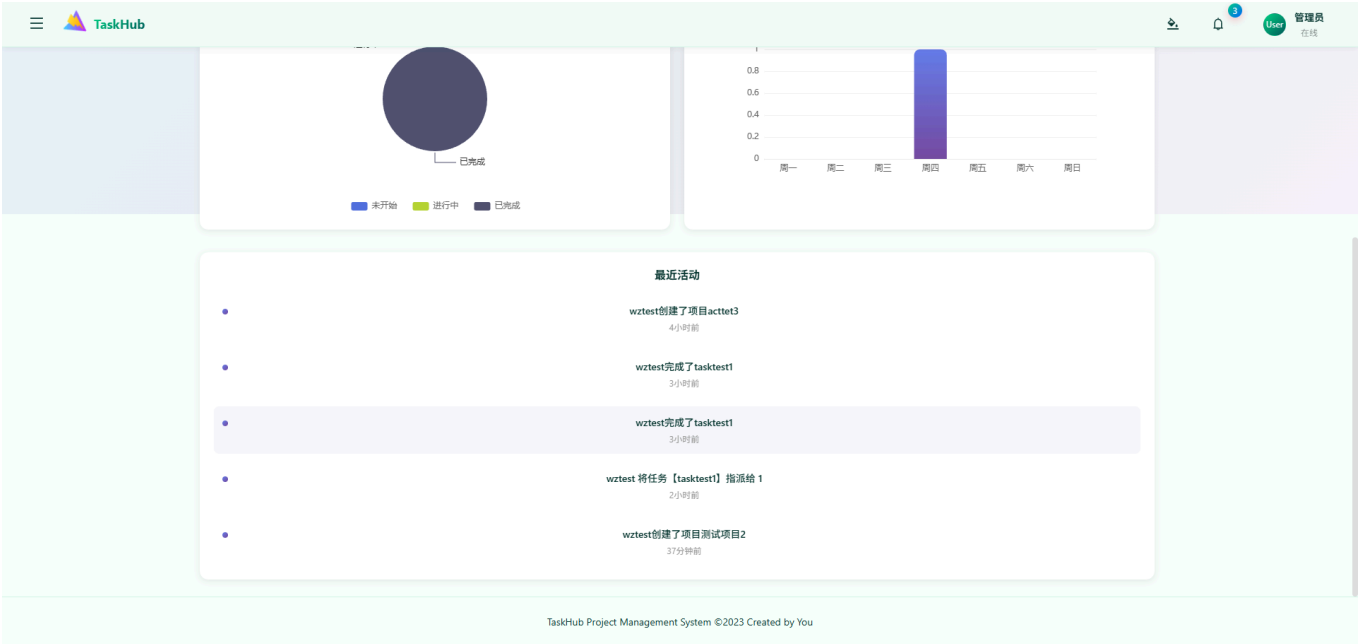 TaskHub
3
User
管理员
在线
1
0.8
0.6
0.4
0.2
0
已完成
周一
周二
周三
周四
周五
周六
周日
未开始
进行中
已完成
最近活动
wztest创建了项目acttet3
4小时前
wztest完成了tasktest1
3小时前
wztest完成了tasktest1
3小时前
wztest 将任务【tasktest1】指派给 1
2小时前
wztest创建了项目测试项目2
37分钟前
TaskHub Project Management System ©2023 Created by You